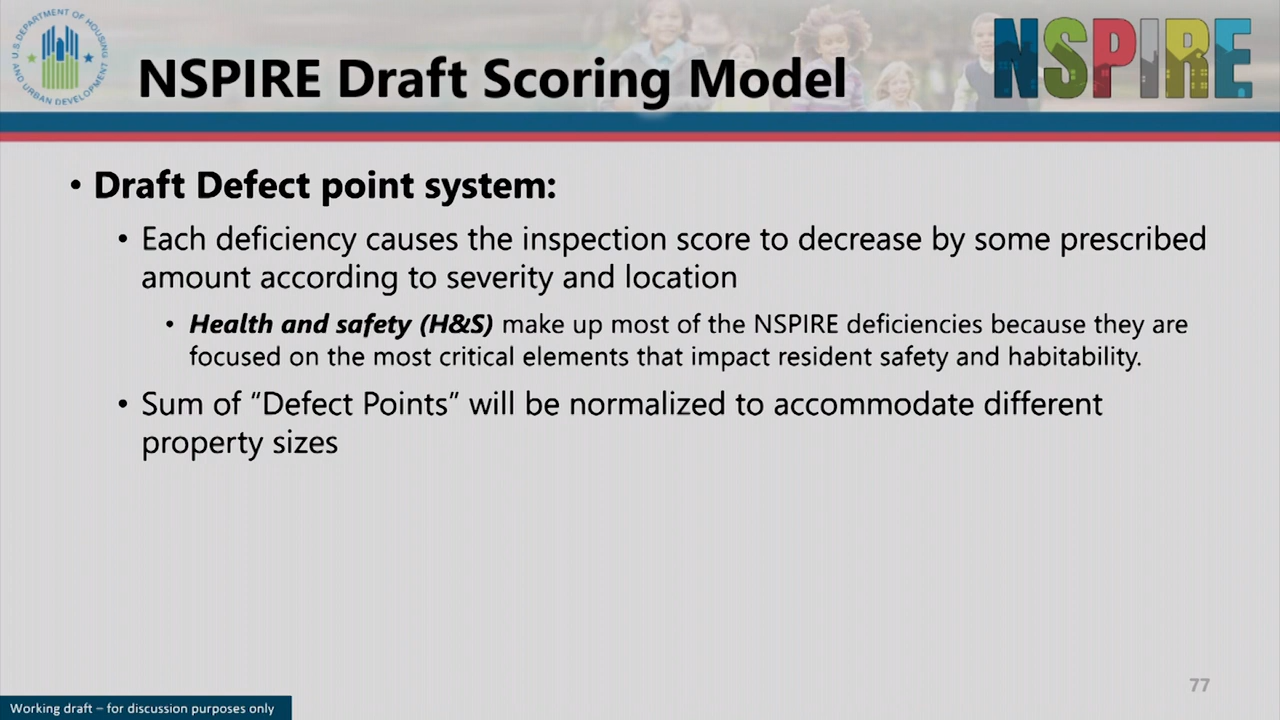 U.S. DEPARTMENT OF HOUSING
AND URBAN DEVELOPMENT
NSPIRE Draft Scoring Model
NSPIRE
• Draft Defect point system:
• Each deficiency causes the inspection score to decrease by some prescribed
amount according to severity and location
• Health and safety (H&S) make up most of the NSPIRE deficiencies because they are
focused on the most critical elements that impact resident safety and habitability.
• Sum of “Defect Points” will be normalized to accommodate different
property sizes
77
Working draft – for discussion purposes only